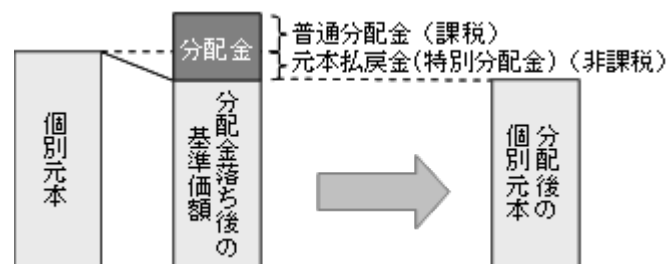 分配金
普通分配金（課税）
元本払戻金(特別分配金)（非課税）
個別元本
分配金落ち後の
基準価額
分配後の
個別元本